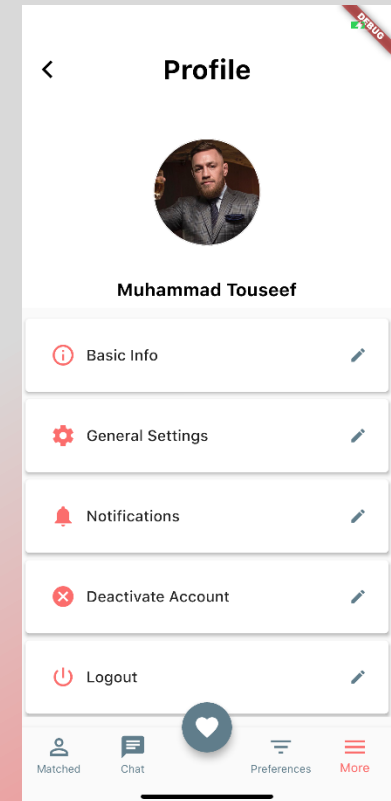 DEBUG
Profile
Muhammad Touseef
Basic Info
General Settings
Notifications
Deactivate Account
Logout
Matched
Chat
Preferences
More